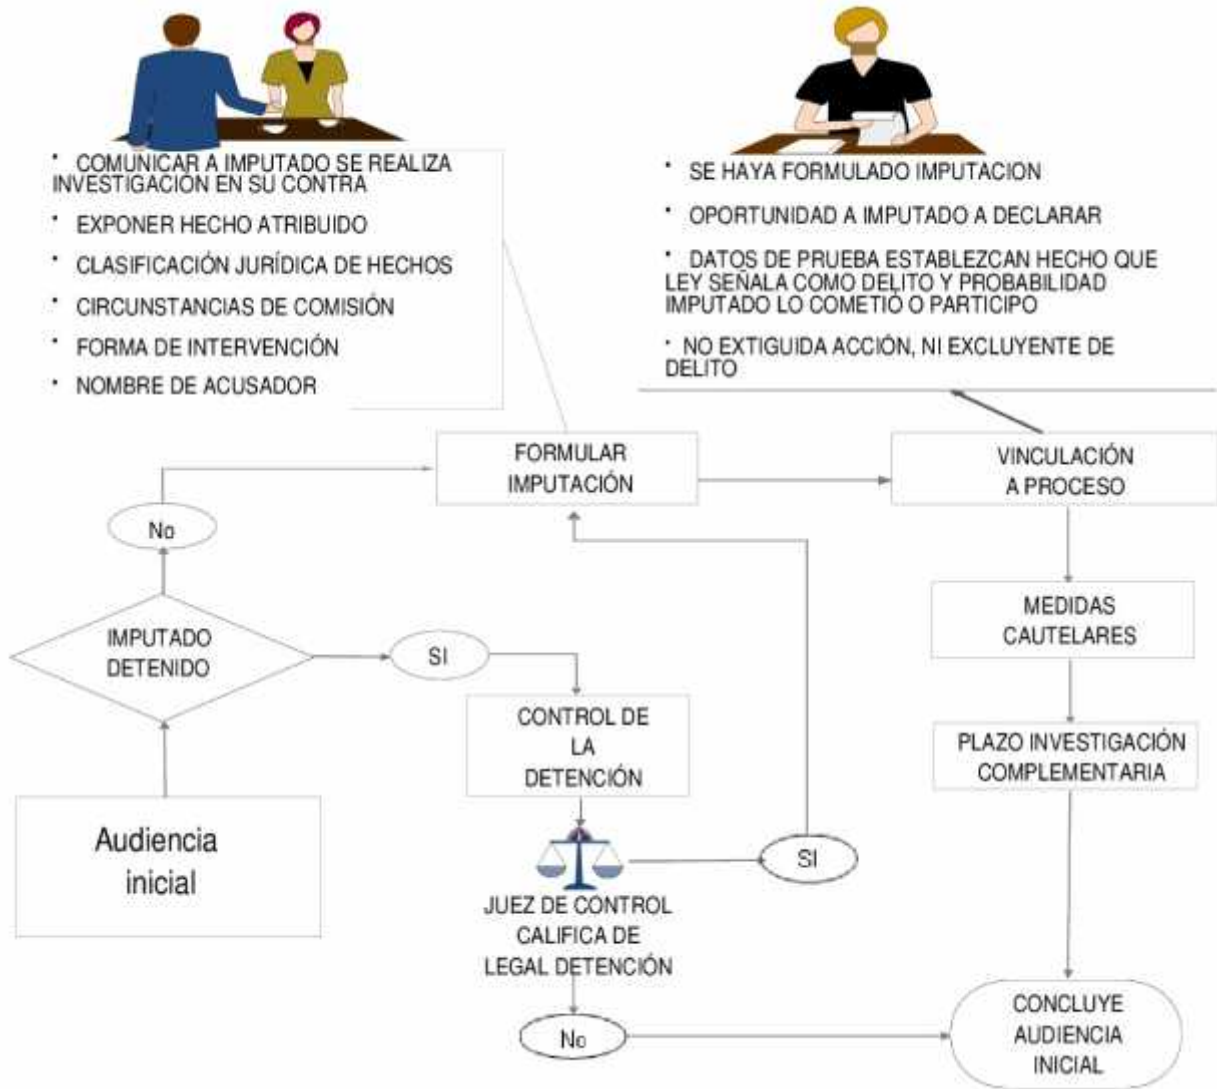 • COMUNICAR A IMPUTADO SE REALIZA
INVESTIGACIÓN EN SU CONTRA
• EXPONER HECHO ATRIBUIDO
• CLASIFICACIÓN JURÍDICA DE HECHOS
• CIRCUNSTANCIAS DE COMISIÓN
• FORMA DE INTERVENCIÓN
• NOMBRE DE ACUSADOR
• SE HAYA FORMULADO IMPUTACION
• OPORTUNIDAD A IMPUTADO A DECLARAR
• DATOS DE PRUEBA ESTABLEZCAN HECHO QUE
LEY SEÑALA COMO DELITO Y PROBABILIDAD
IMPUTADO LO COMETIÓ O PARTICIPO
• NO EXTIGUIDA ACCIÓN, NI EXCLUYENTE DE
DELITO
FORMULAR
IMPUTACIÓN
VINCULACIÓN
A PROCESO
No
IMPUTADO
DETENIDO
SI
MEDIDAS
CAUTELARES
CONTROL DE
LA
DETENCIÓN
PLAZO INVESTIGACIÓN
COMPLEMENTARIA
Audiencia
inicial
SI
JUEZ DE CONTROL
CALIFICA DE
LEGAL DETENCIÓN
No
CONCLUYE
AUDIENCIA
INICIAL